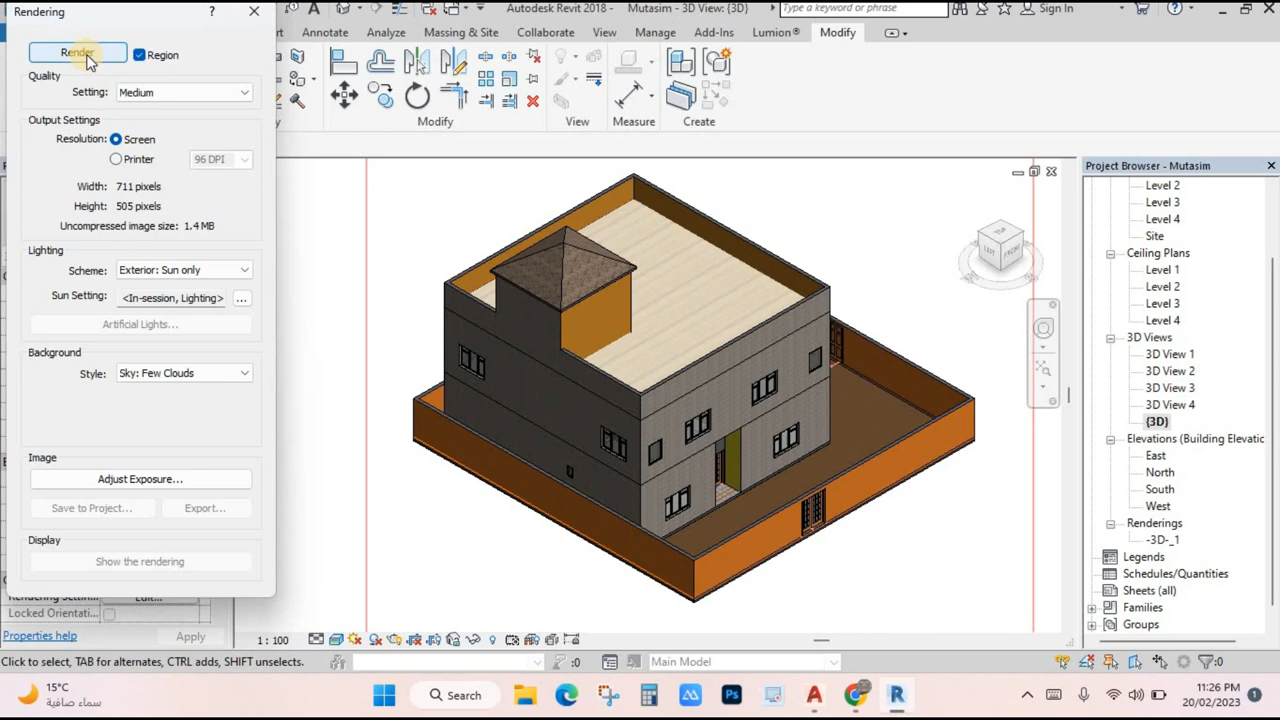 Rendering
?
Autodesk Revit 2018 -
Mutasim - 3D View: {3D}
Type a keyword or phrase
Sign In
Annotate
Analyze
Massing & Site
Collaborate
View
Manage
Add-Ins
Lumion®
Modify
Render
Region
Quality
Setting:
Medium
Output Settings
Resolution:
Screen
Printer
96 DPI
Width:
711 pixels
Height:
505 pixels
Uncompressed image size: 1.4 MB
Lighting
Scheme:
Exterior: Sun only
Sun Setting:
<In-session, Lighting>
...
Artificial Lights...
Background
Style:
Sky: Few Clouds
Image
Adjust Exposure...
Save to Project...
Export...
Display
Show the rendering
Locked Orientati...
Properties help
Apply
Modify
View
Measure
Create
TOP
LEFT
FRONT
Project Browser - Mutasim
Level 2
Level 3
Level 4
Site
Ceiling Plans
Level 1
Level 2
Level 3
Level 4
3D Views
3D View 1
3D View 2
3D View 3
3D View 4
{3D}
Elevations (Building Elevatic
East
North
South
West
Renderings
-3D-_1
Legends
Schedules/Quantities
Sheets (all)
Families
Groups
1 : 100
Click to select, TAB for alternates, CTRL adds, SHIFT unselects.
:0
Main Model
:0
15°C
سماء صافية
Search
Ps
A
R
11:26 PM
20/02/2023
1